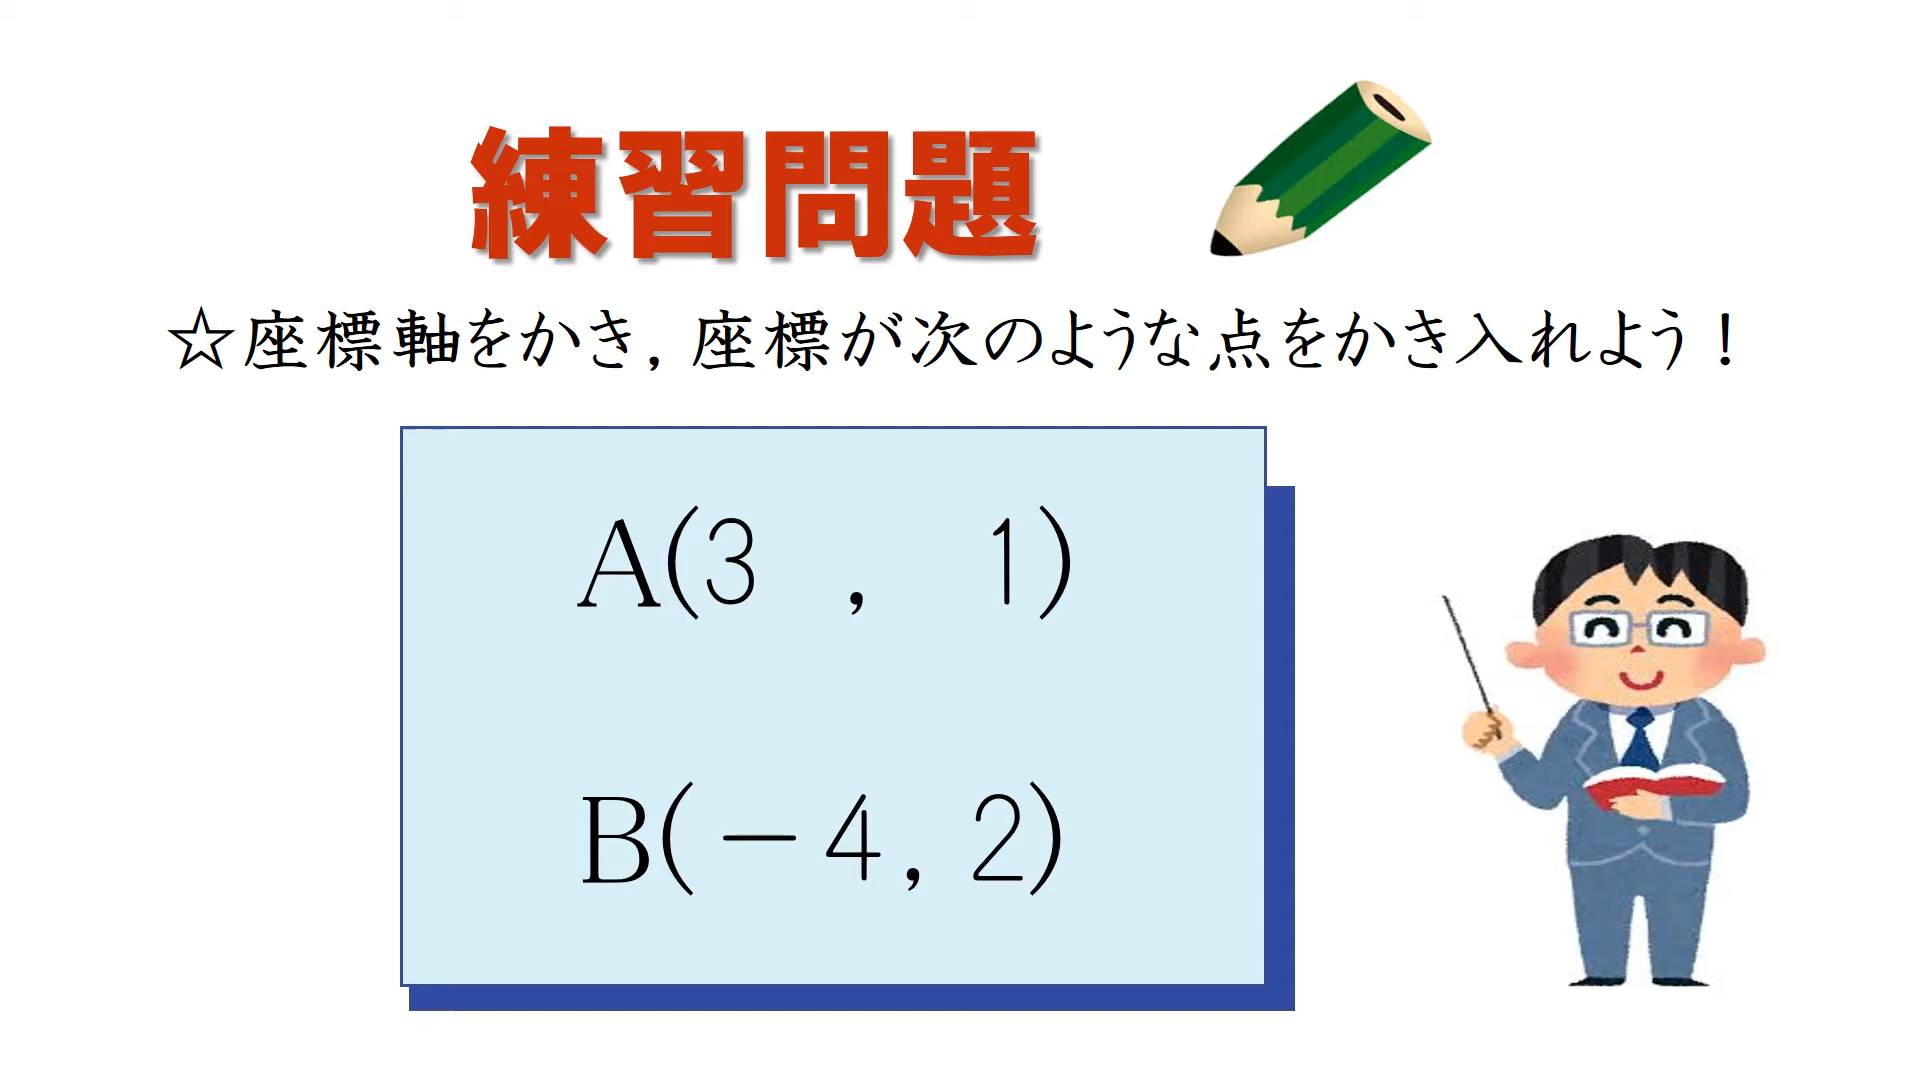 練習問題
☆座標軸をかき，座標が次のような点をかき入れよう！
A(3 ， 1)
B(－4，2)